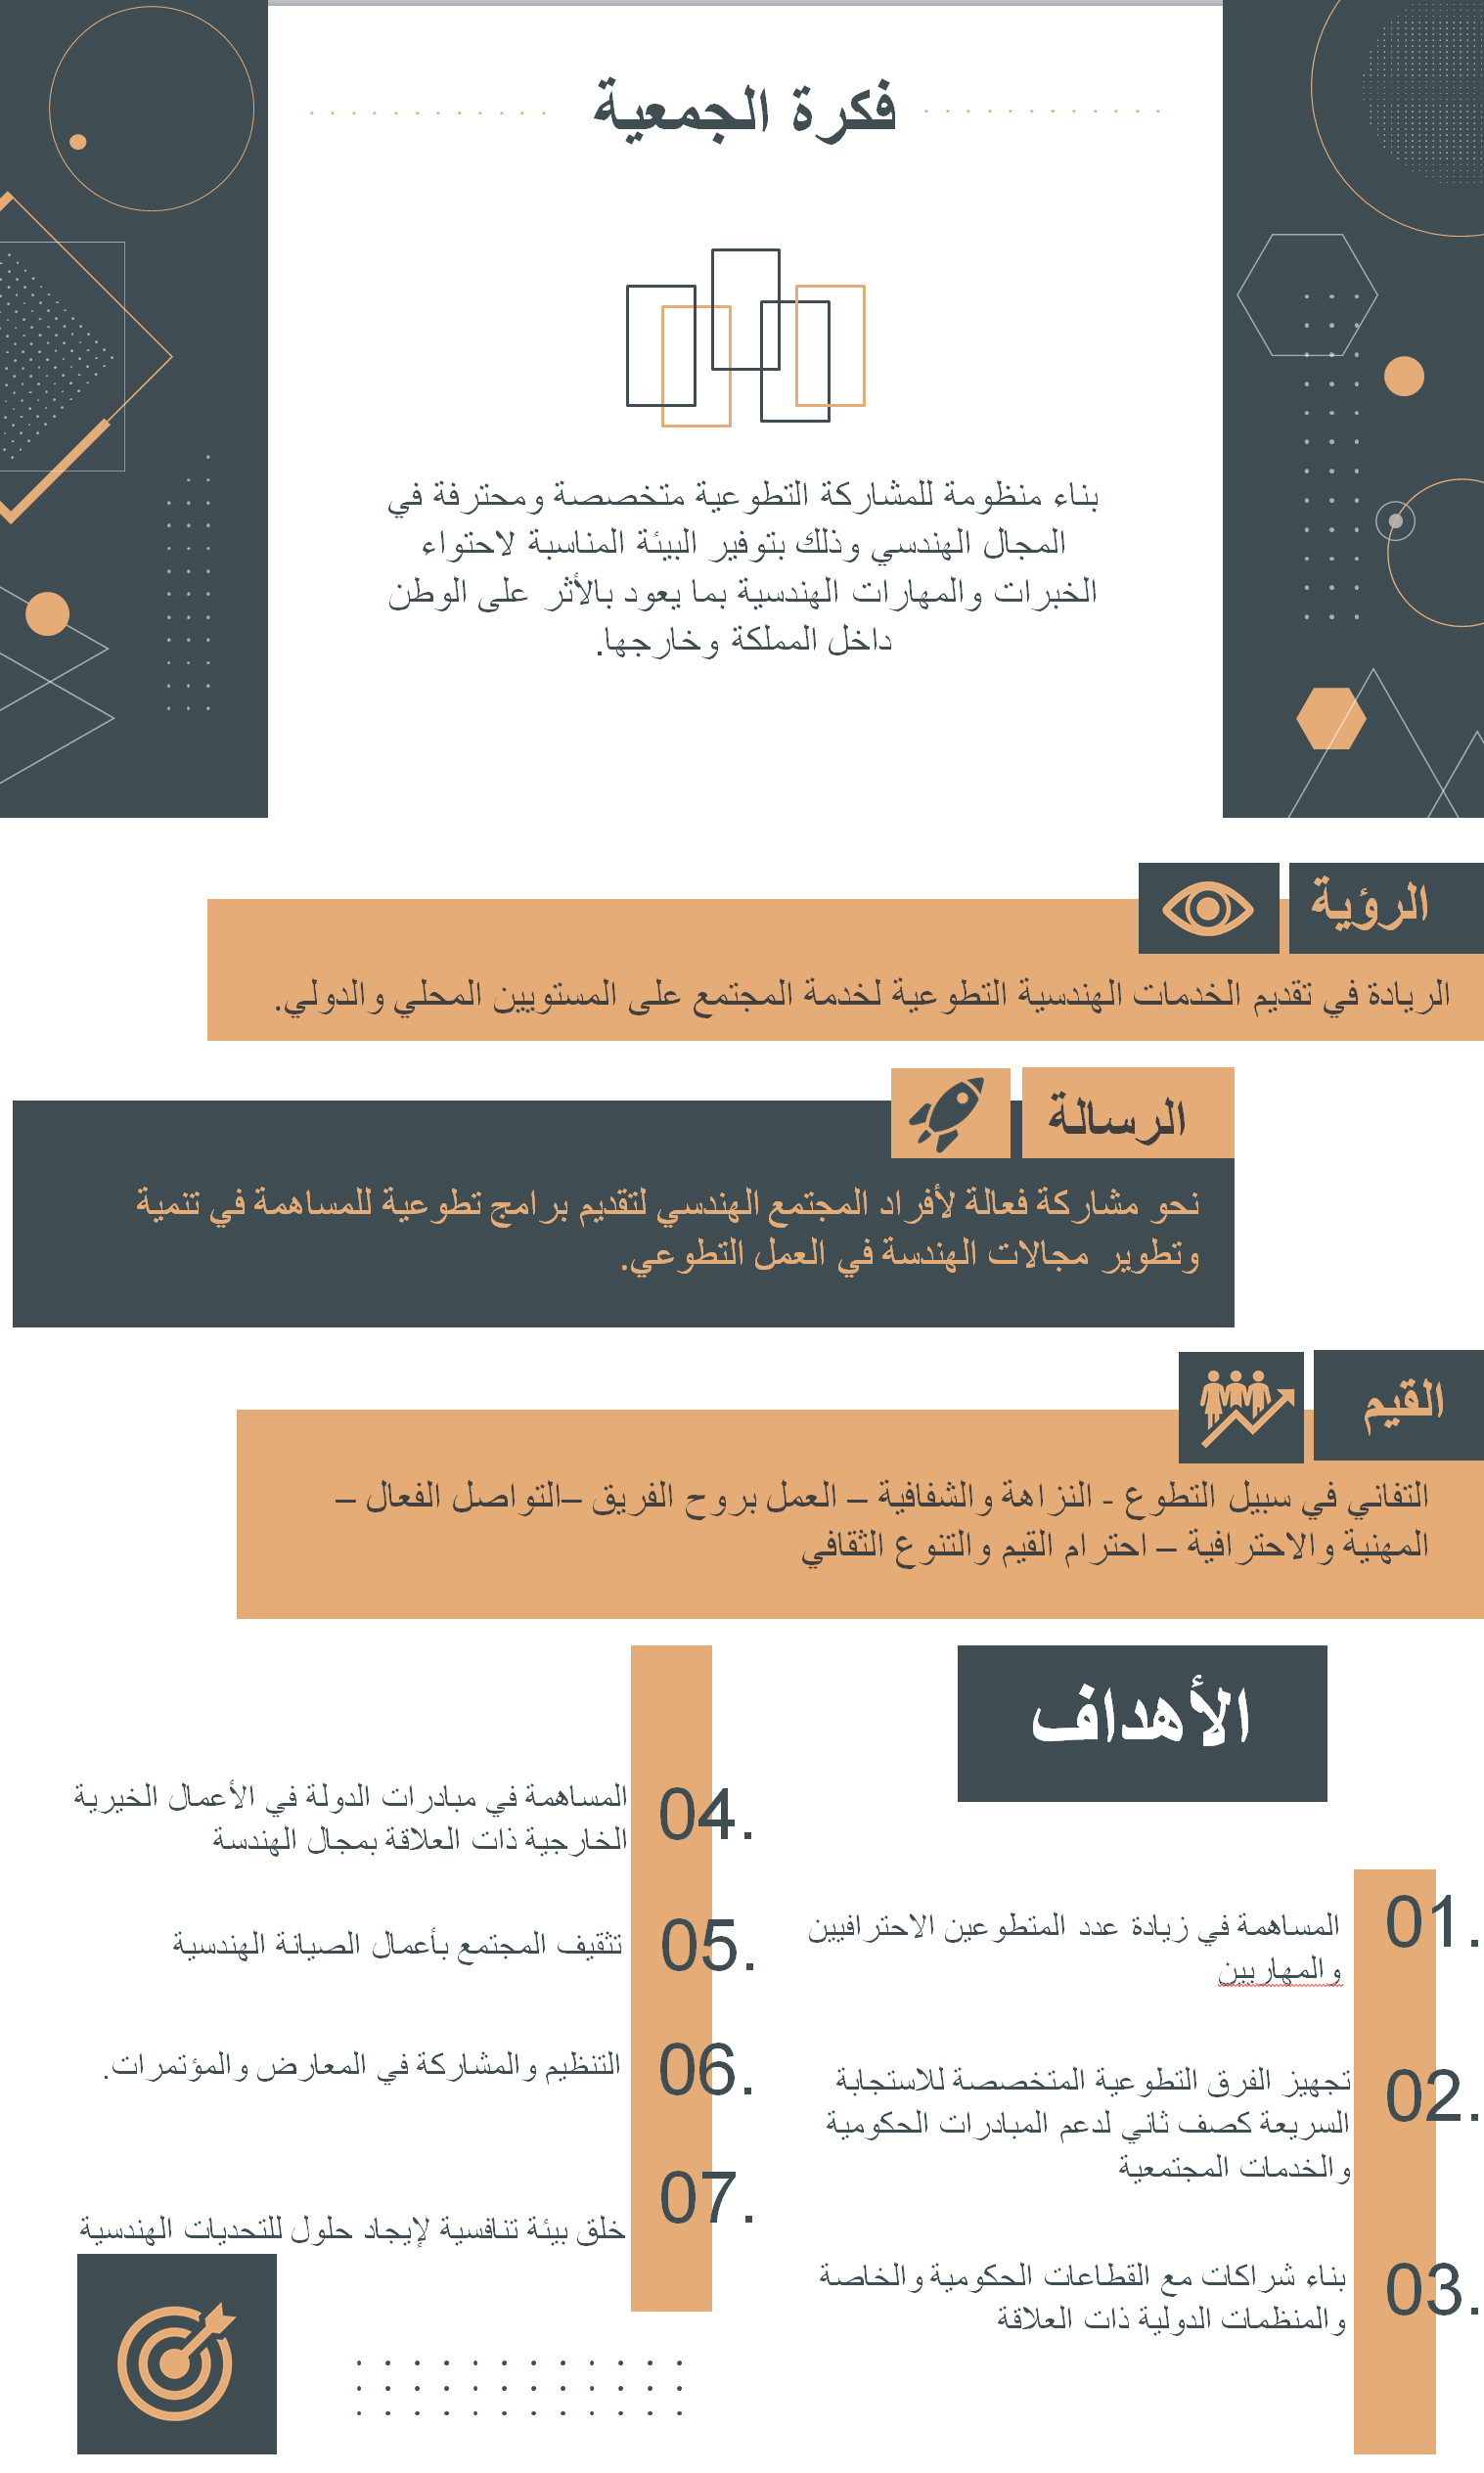 فكرة الجمعية
بناء منظومة للمشاركة التطوعية متخصصة ومحترفة في
المجال الهندسي وذلك بتوفير البيئة المناسبة لاحتواء
الخبرات والمهارات الهندسية بما يعود بالأثر على الوطن
داخل المملكة وخارجها.
الرؤية
الريادة في تقديم الخدمات الهندسية التطوعية لخدمة المجتمع على المستويين المحلي والدولي.
الرسالة
نحو مشاركة فعالة لأفراد المجتمع الهندسي لتقديم برامج تطوعية للمساهمة في تنمية
وتطوير مجالات الهندسة في العمل التطوعي.
القيم
التفاني في سبيل التطوع - النزاهة والشفافية – العمل بروح الفريق –التواصل الفعال –
المهنية والاحترافية – احترام القيم والتنوع الثقافي
الأهداف
01.
المساهمة في زيادة عدد المتطوعين الاحترافيين
والمهاريين
02.
تجهيز الفرق التطوعية المتخصصة للاستجابة
السريعة كصف ثاني لدعم المبادرات الحكومية
والخدمات المجتمعية
03.
بناء شراكات مع القطاعات الحكومية والخاصة
والمنظمات الدولية ذات العلاقة
04.
المساهمة في مبادرات الدولة في الأعمال الخيرية
الخارجية ذات العلاقة بمجال الهندسة
05.
تثقيف المجتمع بأعمال الصيانة الهندسية
06.
التنظيم والمشاركة في المعارض والمؤتمرات.
07.
خلق بيئة تنافسية لإيجاد حلول للتحديات الهندسية